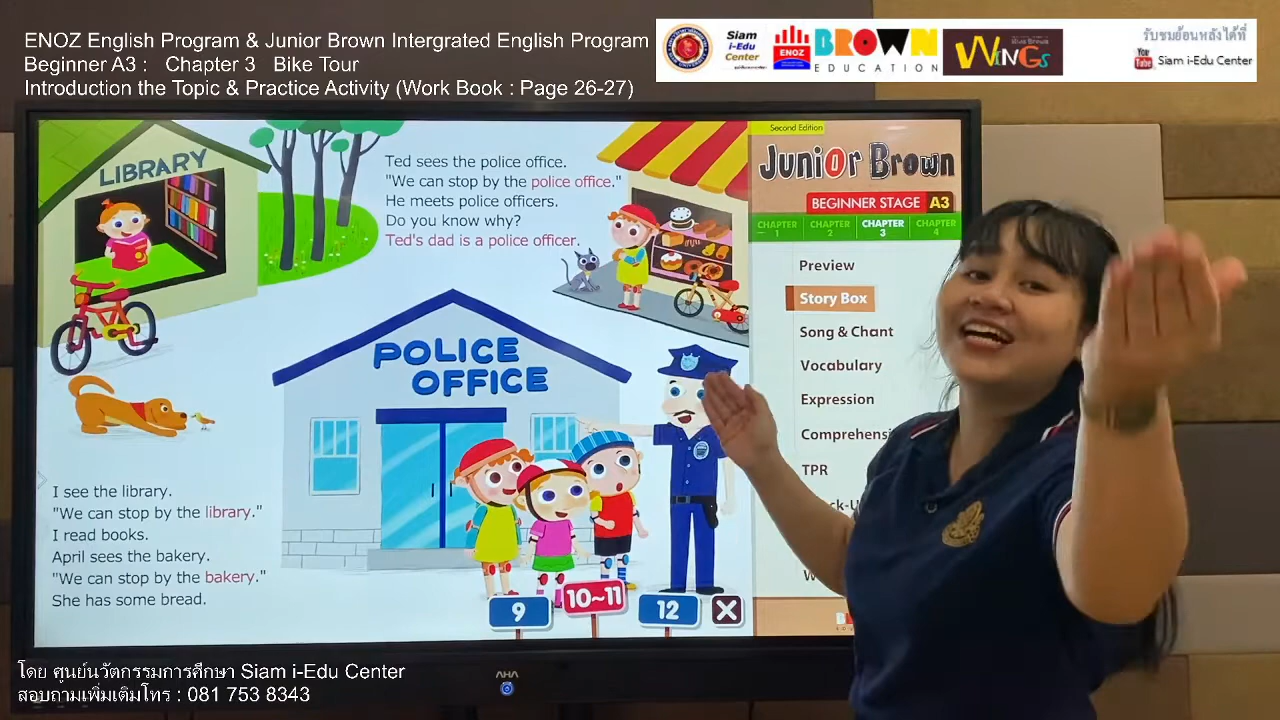 ENOZ English Program & Junior Brown Intergrated English Program
Beginner A3 : Chapter 3 Bike Tour
Introduction the Topic & Practice Activity (Work Book : Page 26-27)
Siam
i-Edu
Center
ENOZ
BROWN
EDUCATION
WINGS
รับชมย้อนหลังได้ที่
You
Tube
Siam i-Edu Center
LIBRARY
Ted sees the police office.
"We can stop by the police office."
He meets police officers.
Do you know why?
Ted's dad is a police officer.
POLICE
OFFICE
I see the library.
"We can stop by the library."
I read books.
April sees the bakery.
"We can stop by the bakery."
She has some bread.
9
10~11
12
X
Second Edition
Junior Brown
BEGINNER STAGE A3
CHAPTER 1
CHAPTER 2
CHAPTER 3
CHAPTER 4
Preview
Story Box
Song & Chant
Vocabulary
Expression
Comprehensi
TPR
ck-U
W
AHA
โดย ศูนย์นวัตกรรมการศึกษา Siam i-Edu Center
สอบถามเพิ่มเติมโทร : 081 753 8343